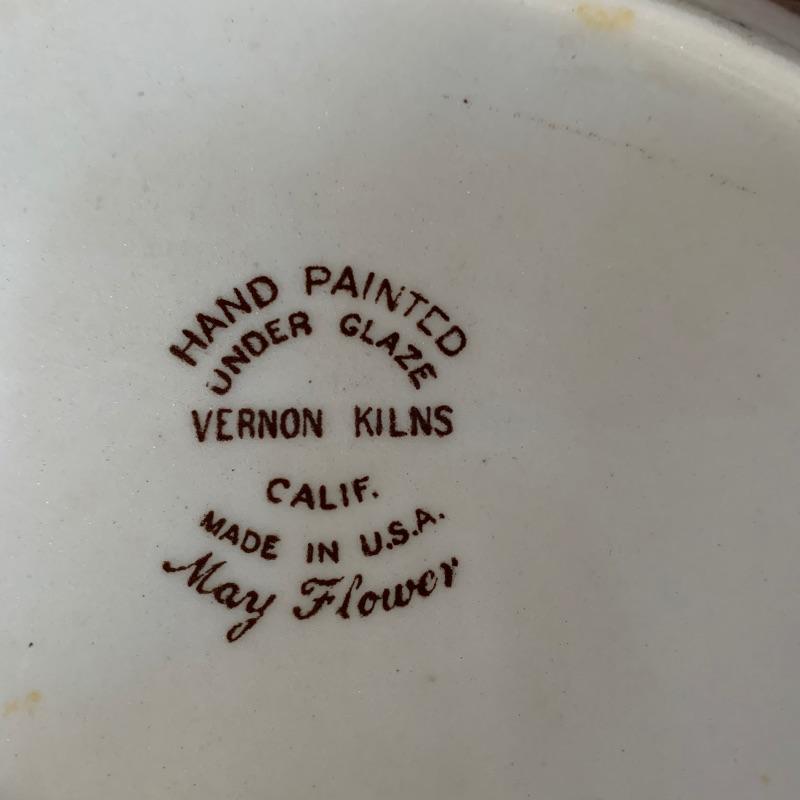 HAND PAINTED
UNDER GLAZE
VERNON KILNS
CALIF.
MADE IN U.S.A.
May Flower